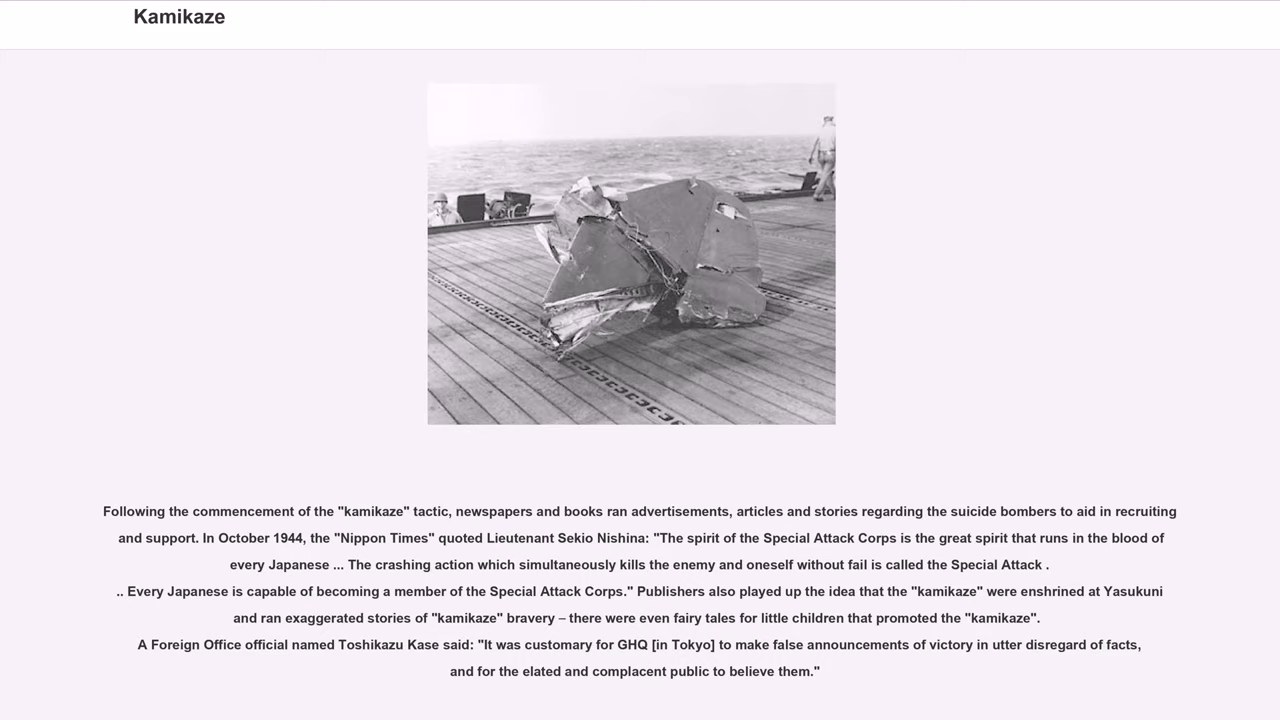 Kamikaze
Following the commencement of the "kamikaze" tactic, newspapers and books ran advertisements, articles and stories regarding the suicide bombers to aid in recruiting
and support. In October 1944, the "Nippon Times" quoted Lieutenant Sekio Nishina: "The spirit of the Special Attack Corps is the great spirit that runs in the blood of
every Japanese ... The crashing action which simultaneously kills the enemy and oneself without fail is called the Special Attack .
.. Every Japanese is capable of becoming a member of the Special Attack Corps." Publishers also played up the idea that the "kamikaze" were enshrined at Yasukuni
and ran exaggerated stories of "kamikaze" bravery – there were even fairy tales for little children that promoted the "kamikaze".
A Foreign Office official named Toshikazu Kase said: "It was customary for GHQ [in Tokyo] to make false announcements of victory in utter disregard of facts,
and for the elated and complacent public to believe them."